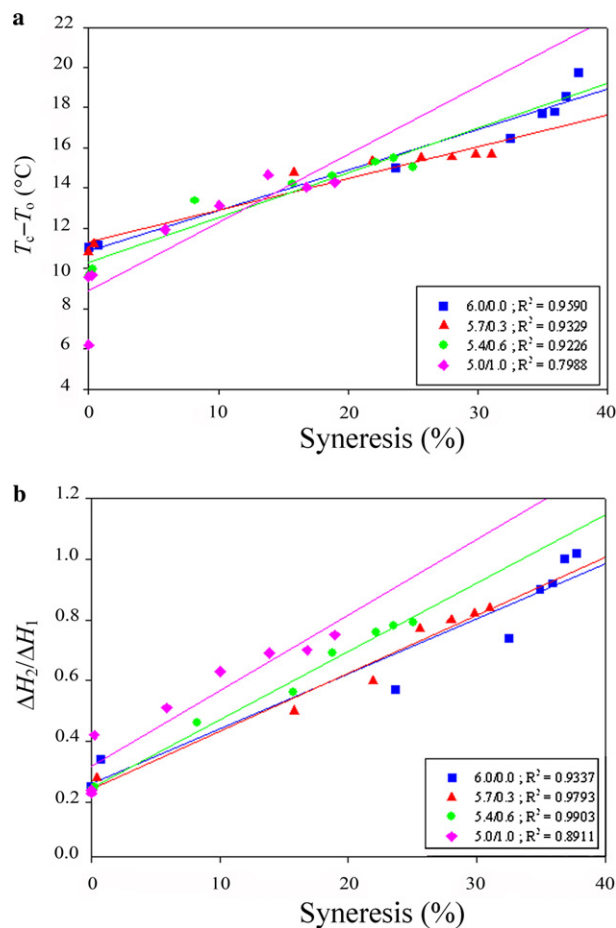 a
22
20
18
16
14
12
10
8
6
4
Tc–To (°C)
6.0/0.0 ; R² = 0.9590
5.7/0.3 ; R² = 0.9329
5.4/0.6 ; R² = 0.9226
5.0/1.0 ; R² = 0.7988
0 10 20 30 40
Syneresis (%)
b
1.2
1.0
0.8
0.6
0.4
0.2
0.0
ΔH₂/ΔH₁
6.0/0.0 ; R² = 0.9337
5.7/0.3 ; R² = 0.9793
5.4/0.6 ; R² = 0.9903
5.0/1.0 ; R² = 0.8911
0 10 20 30 40
Syneresis (%)